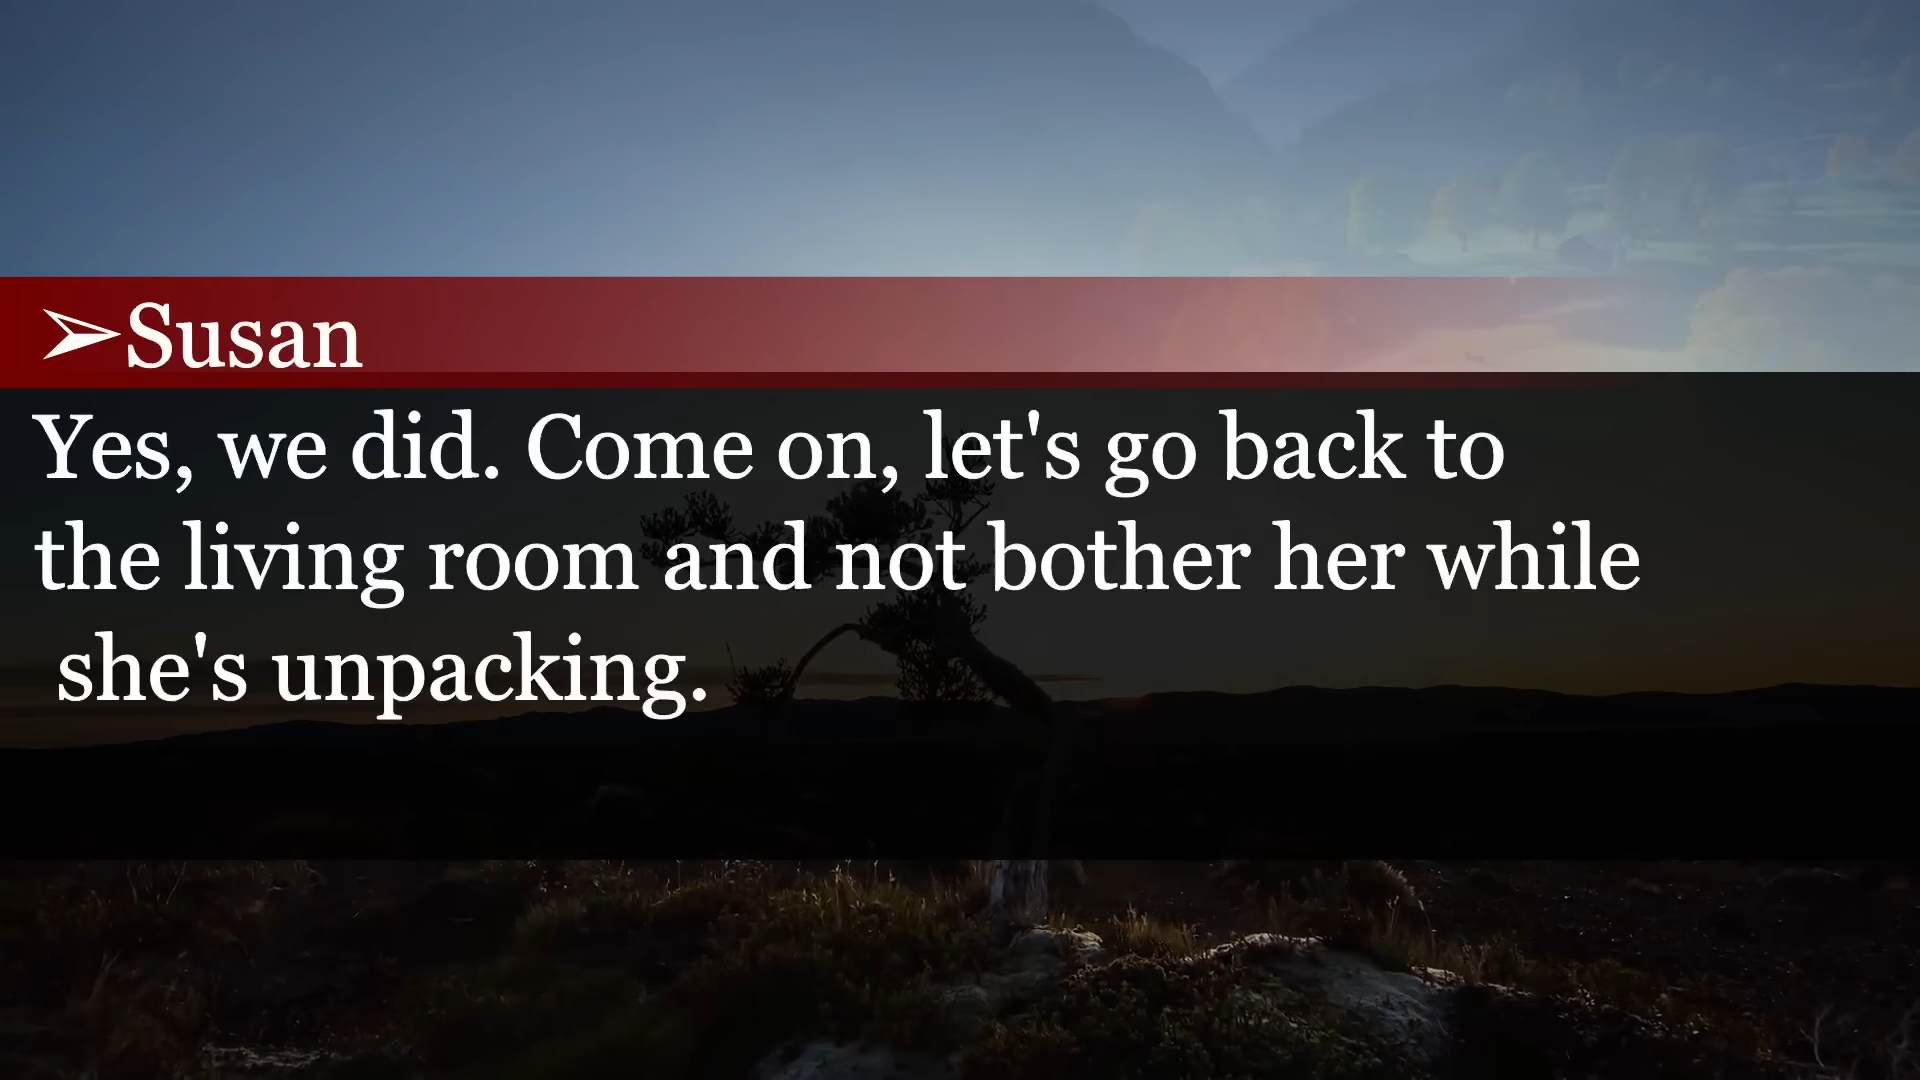 ➢Susan
Yes, we did. Come on, let's go back to
the living room and not bother her while
she's unpacking.